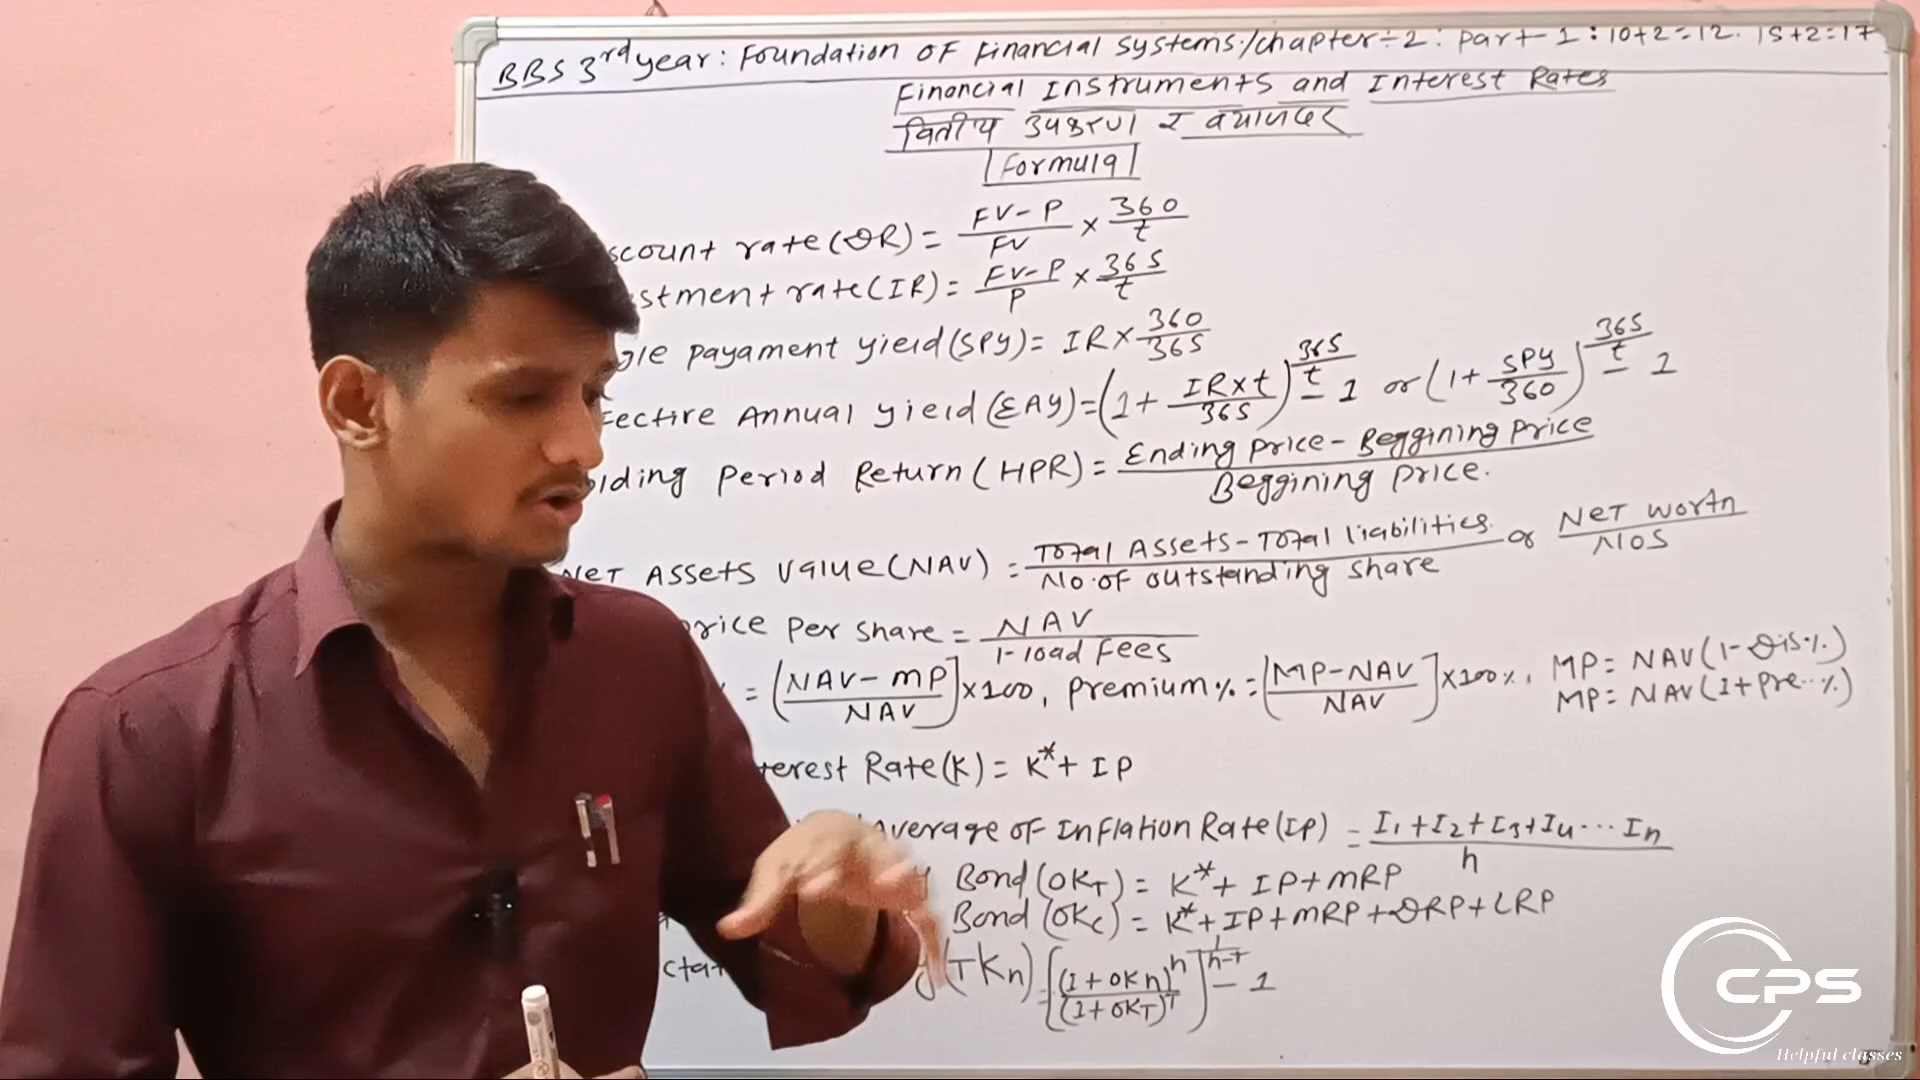 BBS 3rd year: Foundation of Financial systems:/chapter÷2: part-1: 10+2=12. 15+2=17
Financial Instruments and Interest Rates
वित्तीय उपकरण र ब्याजदर
Formula
scount rate(DR) = FV-P/FV × 360/t
stment rate(IR) = FV-P/P × 365/t
gle payament yield(SPY) = IR × 360/365
fective Annual yield (EAY) = (1 + IR×t/365)^365/t - 1 or (1 + SPY/360)^365/t - 1
lding Period Return (HPR) = Ending price - Beggining price/Beggining price.
NET Assets value(NAV) = Total Assets - Total liabilities/No. of outstanding share or Net worth/NOS
price per share = NAV/1-load Fees
= [NAV-MP/NAV] × 100, Premium % = [MP-NAV/NAV] × 100%, MP = NAV(1-Dis%)
MP = NAV(1+pre..%)
terest Rate(K) = K* + IP
Average of Inflation Rate(IP) = I1+I2+I3+I4...In/n
Bond(OKT) = K* + IP + MRP
Bond (OKc) = K* + IP + MRP + DRP + LRP
ctat
(TKn) = [(1+OKn)^n/(1+OKT)^T]^1/n-T - 1
CPS
Helpful classes